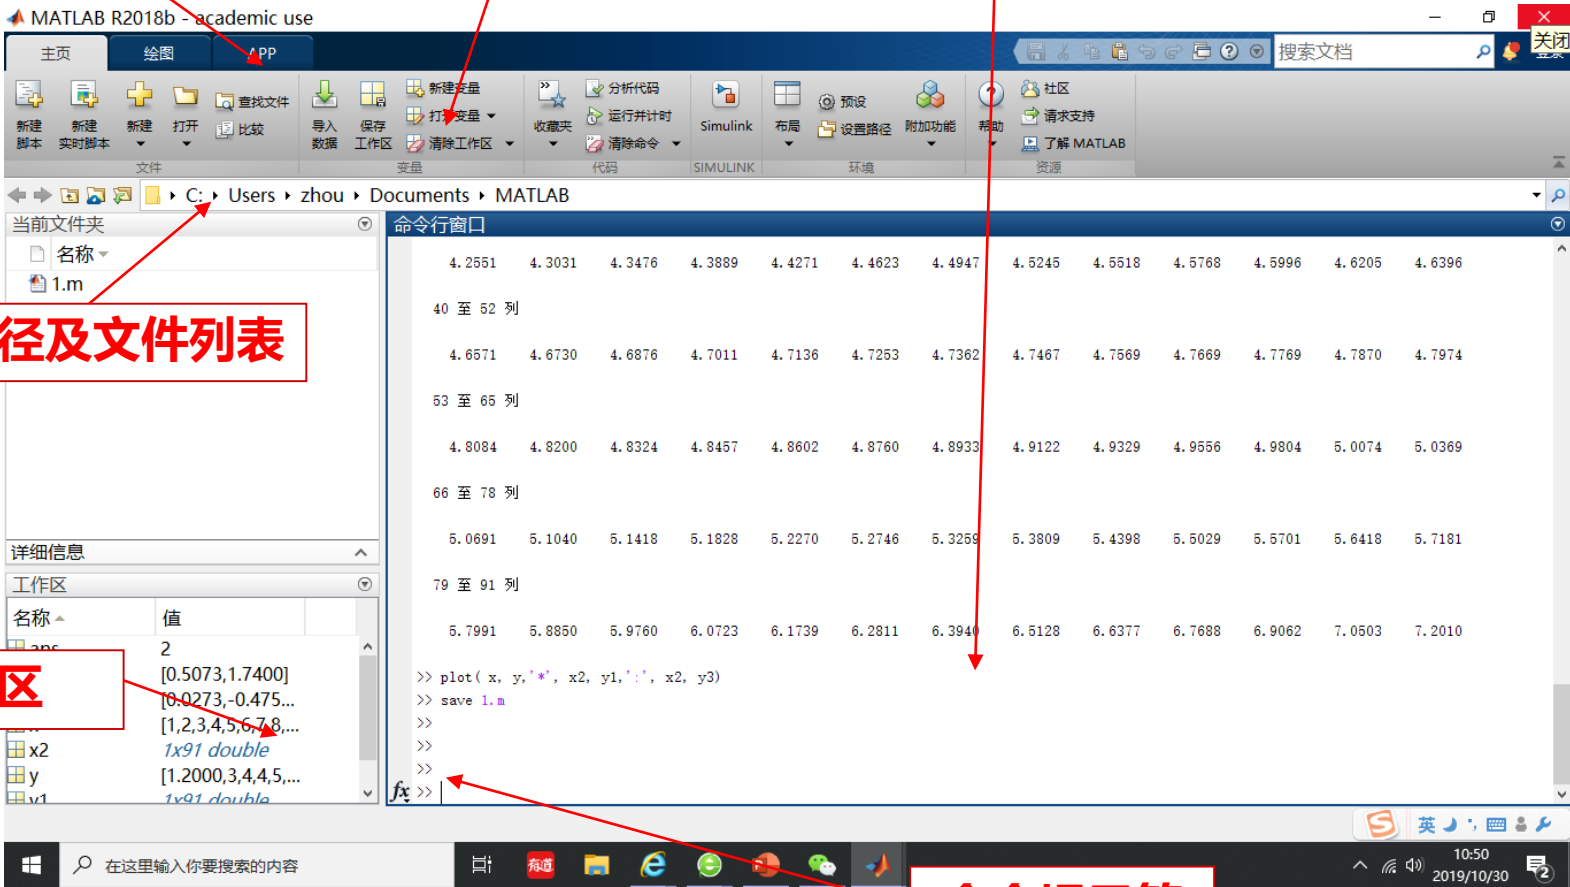 MATLAB R2018b - academic use
关闭
主页 绘图 APP 搜索文档
新建脚本 新建实时脚本 新建 打开 查找文件 比较 导入数据 保存工作区 新建变量 打开变量 清除工作区 收藏夹 分析代码 运行并计时 清除命令 Simulink 布局 预设 设置路径 附加功能 帮助 社区 请求支持 了解 MATLAB
文件 变量 代码 SIMULINK 环境 资源
C: Users zhou Documents MATLAB
当前文件夹
名称
1.m
径及文件列表
详细信息
工作区
名称 值
ans 2
[0.5073,1.7400]
区
[0.0273,-0.475...
[1,2,3,4,5,6,7,8,...
x2 1x91 double
y [1.2000,3,4,4,5,...
y1 1x91 double
命令行窗口
4.2551 4.3031 4.3476 4.3889 4.4271 4.4623 4.4947 4.5245 4.5518 4.5768 4.5996 4.6205 4.6396
40 至 52 列
4.6571 4.6730 4.6876 4.7011 4.7136 4.7253 4.7362 4.7467 4.7569 4.7669 4.7769 4.7870 4.7974
53 至 65 列
4.8084 4.8200 4.8324 4.8457 4.8602 4.8760 4.8933 4.9122 4.9329 4.9556 4.9804 5.0074 5.0369
66 至 78 列
5.0691 5.1040 5.1418 5.1828 5.2270 5.2746 5.3259 5.3809 5.4398 5.5029 5.5701 5.6418 5.7181
79 至 91 列
5.7991 5.8850 5.9760 6.0723 6.1739 6.2811 6.3940 6.5128 6.6377 6.7688 6.9062 7.0503 7.2010
>> plot( x, y,'*', x2, y1,':', x2, y3)
>> save 1.m
>>
>>
>>
fx >>
英
在这里输入你要搜索的内容
有道
10:50
2019/10/30
2